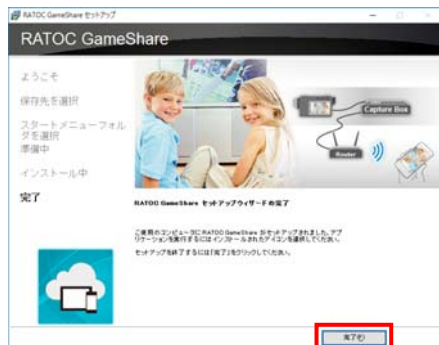 RATOC GameShare セットアップ
RATOC GameShare
ようこそ
保存先を選択
スタートメニューフォル
ダを選択
準備中
インストール中
完了
Capture Box
Router
RATOC GameShare セットアップウィザードの完了
ご使用のコンピュータに RATOC GameShare がセットアップされました。アプ
リケーションを実行するにはインストールされたアイコンを選択してください。
セットアップを終了するには「完了」をクリックしてください。
完了(F)